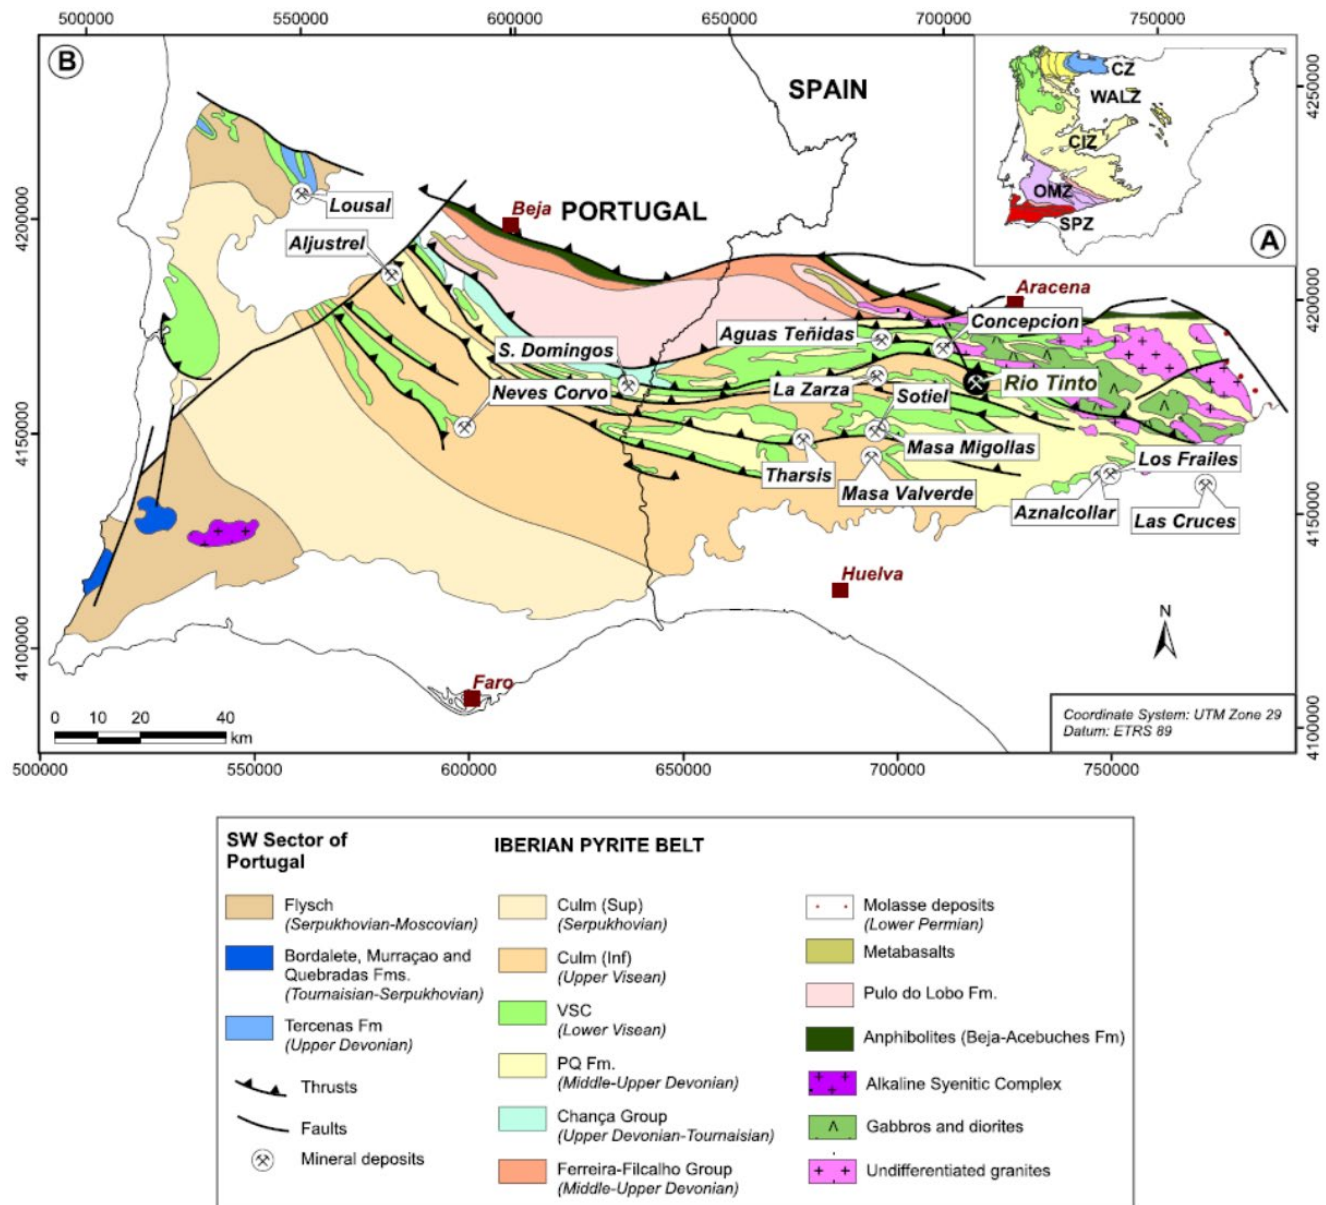 500000 550000 600000 650000 700000 750000
B
SPAIN
CZ
WALZ
CIZ
OMZ
SPZ
A
4250000
4200000
4150000
4100000
4200000
4150000
4100000
Lousal
Beja
PORTUGAL
Aljustrel
Aracena
Concepcion
Aguas Teñidas
S. Domingos
La Zarza
Rio Tinto
Neves Corvo
Sotiel
Masa Migollas
Los Frailes
Tharsis
Masa Valverde
Aznalcollar
Las Cruces
Huelva
N
Faro
0 10 20 40
km
Coordinate System: UTM Zone 29
Datum: ETRS 89
500000 550000 600000 650000 700000 750000
SW Sector of
Portugal
Flysch
(Serpukhovian-Moscovian)
Bordalete, Murraçao and
Quebradas Fms.
(Tournaisian-Serpukhovian)
Tercenas Fm
(Upper Devonian)
Thrusts
Faults
Mineral deposits
IBERIAN PYRITE BELT
Culm (Sup)
(Serpukhovian)
Culm (Inf)
(Upper Visean)
VSC
(Lower Visean)
PQ Fm.
(Middle-Upper Devonian)
Chança Group
(Upper Devonian-Tournaisian)
Ferreira-Filcalho Group
(Middle-Upper Devonian)
Molasse deposits
(Lower Permian)
Metabasalts
Pulo do Lobo Fm.
Anphibolites (Beja-Acebuches Fm)
Alkaline Syenitic Complex
Gabbros and diorites
Undifferentiated granites